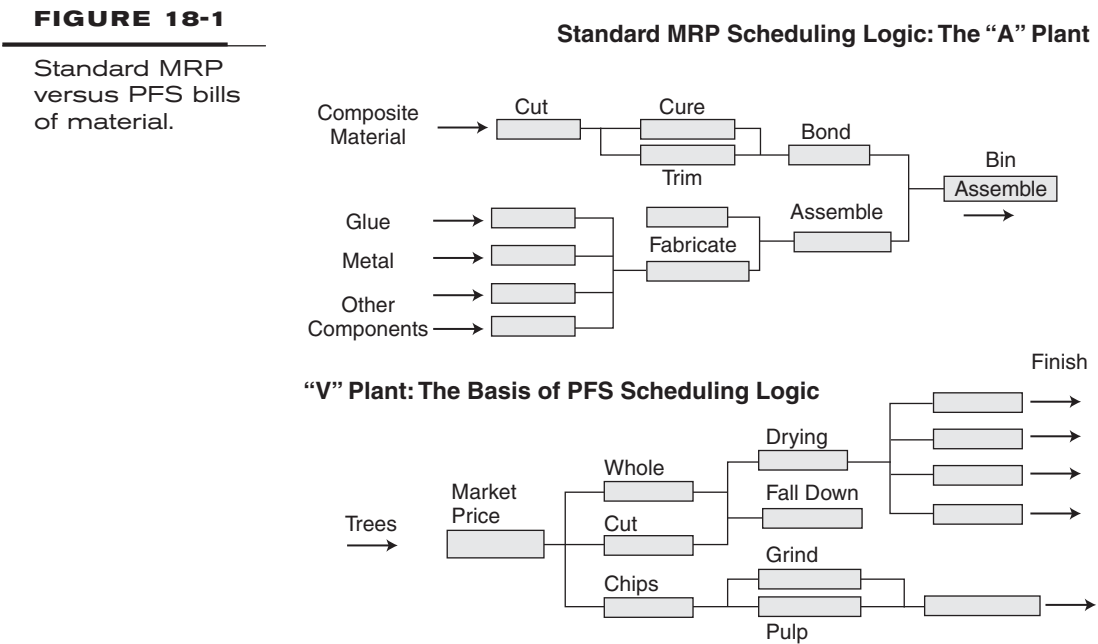 FIGURE 18-1
Standard MRP
versus PFS bills
of material.
Standard MRP Scheduling Logic: The “A” Plant
Composite
Material
Cut
Cure
Trim
Bond
Bin
Assemble
Glue
Metal
Other
Components
Fabricate
Assemble
“V” Plant: The Basis of PFS Scheduling Logic
Finish
Trees
Market
Price
Whole
Cut
Chips
Drying
Fall Down
Grind
Pulp